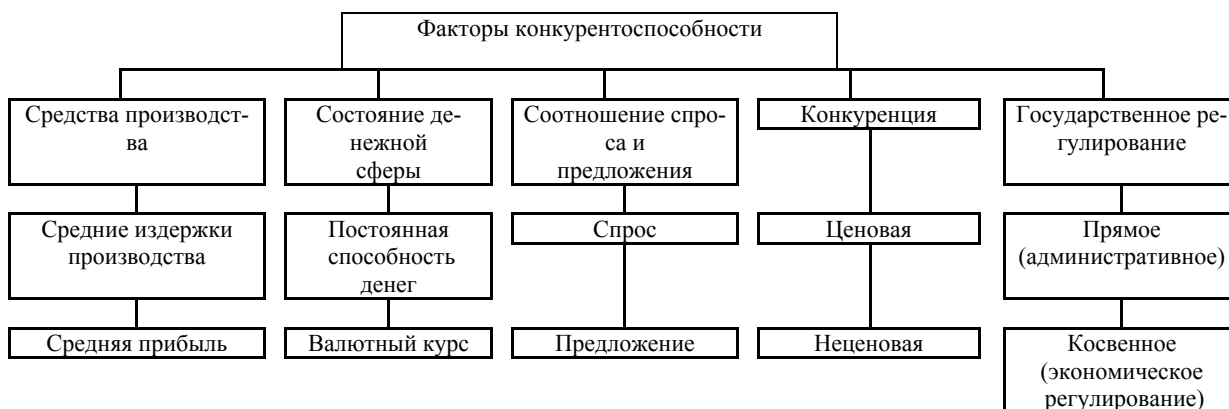 Факторы конкурентоспособности
Средства производст-
ва
Состояние де-
нежной
сферы
Соотношение спро-
са и
предложения
Конкуренция
Государственное ре-
гулирование
Средние издержки
производства
Постоянная
способность
денег
Спрос
Ценовая
Прямое
(административное)
Средняя прибыль
Валютный курс
Предложение
Неценовая
Косвенное
(экономическое
регулирование)